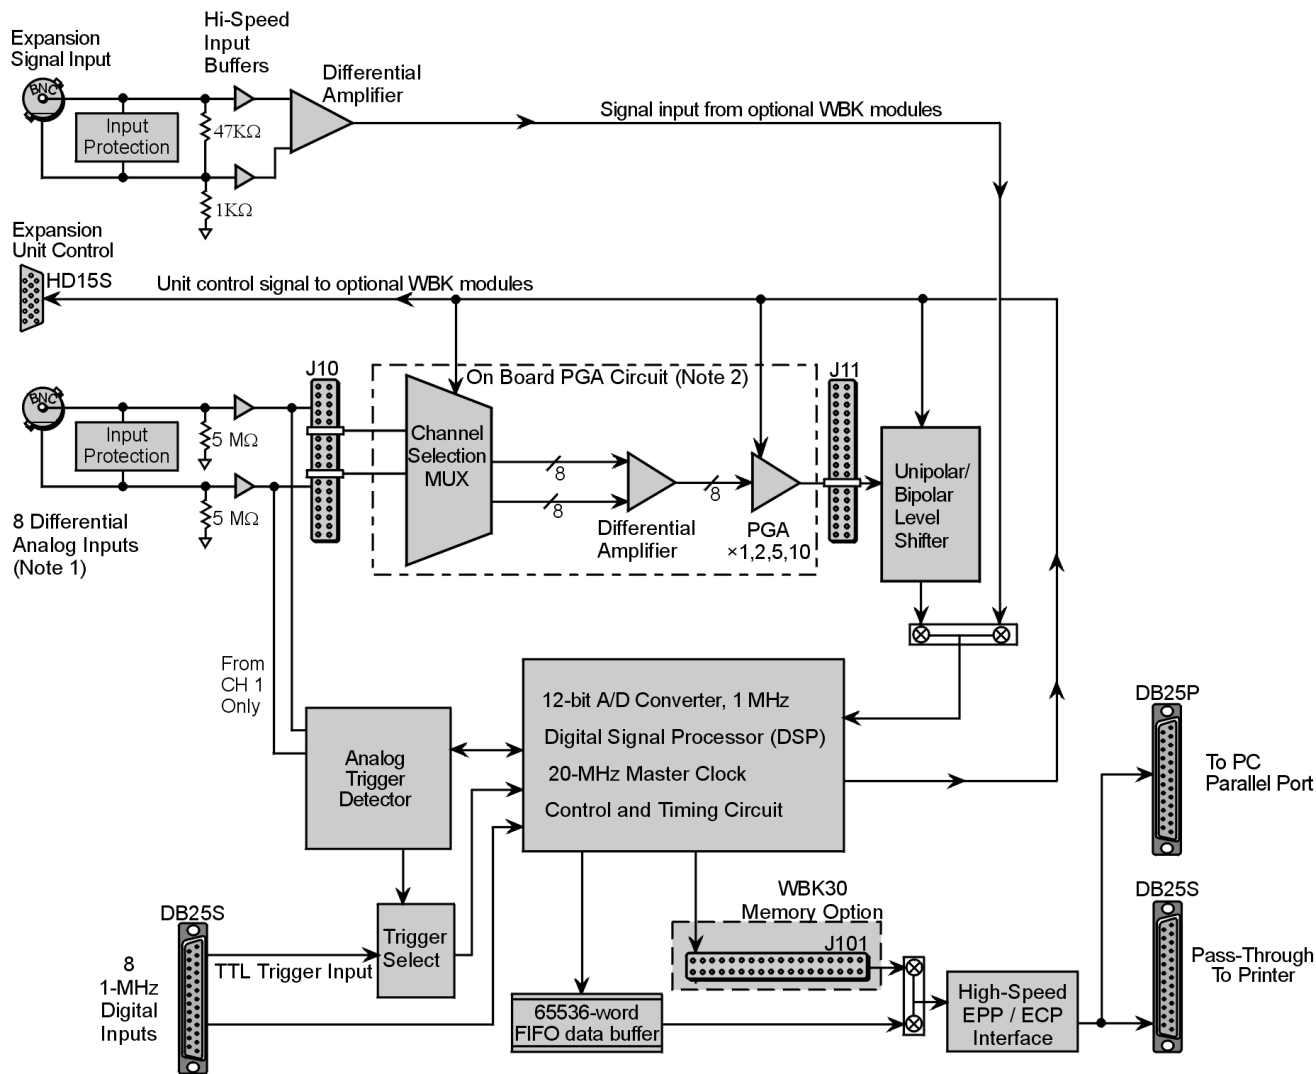 Expansion
Signal Input
BNC
Hi-Speed
Input
Buffers
Differential
Amplifier
Input
Protection
47KΩ
1KΩ
Signal input from optional WBK modules
Expansion
Unit Control
HD15S
Unit control signal to optional WBK modules
BNC
Input
Protection
5 MΩ
5 MΩ
8 Differential
Analog Inputs
(Note 1)
J10
On Board PGA Circuit (Note 2)
Channel
Selection
MUX
8
8
Differential
Amplifier
8
PGA
×1,2,5,10
J11
Unipolar/
Bipolar
Level
Shifter
From
CH 1
Only
Analog
Trigger
Detector
12-bit A/D Converter, 1 MHz
Digital Signal Processor (DSP)
20-MHz Master Clock
Control and Timing Circuit
DB25P
To PC
Parallel Port
DB25S
8
1-MHz
Digital
Inputs
TTL Trigger Input
Trigger
Select
WBK30
Memory Option
J101
65536-word
FIFO data buffer
High-Speed
EPP / ECP
Interface
DB25S
Pass-Through
To Printer